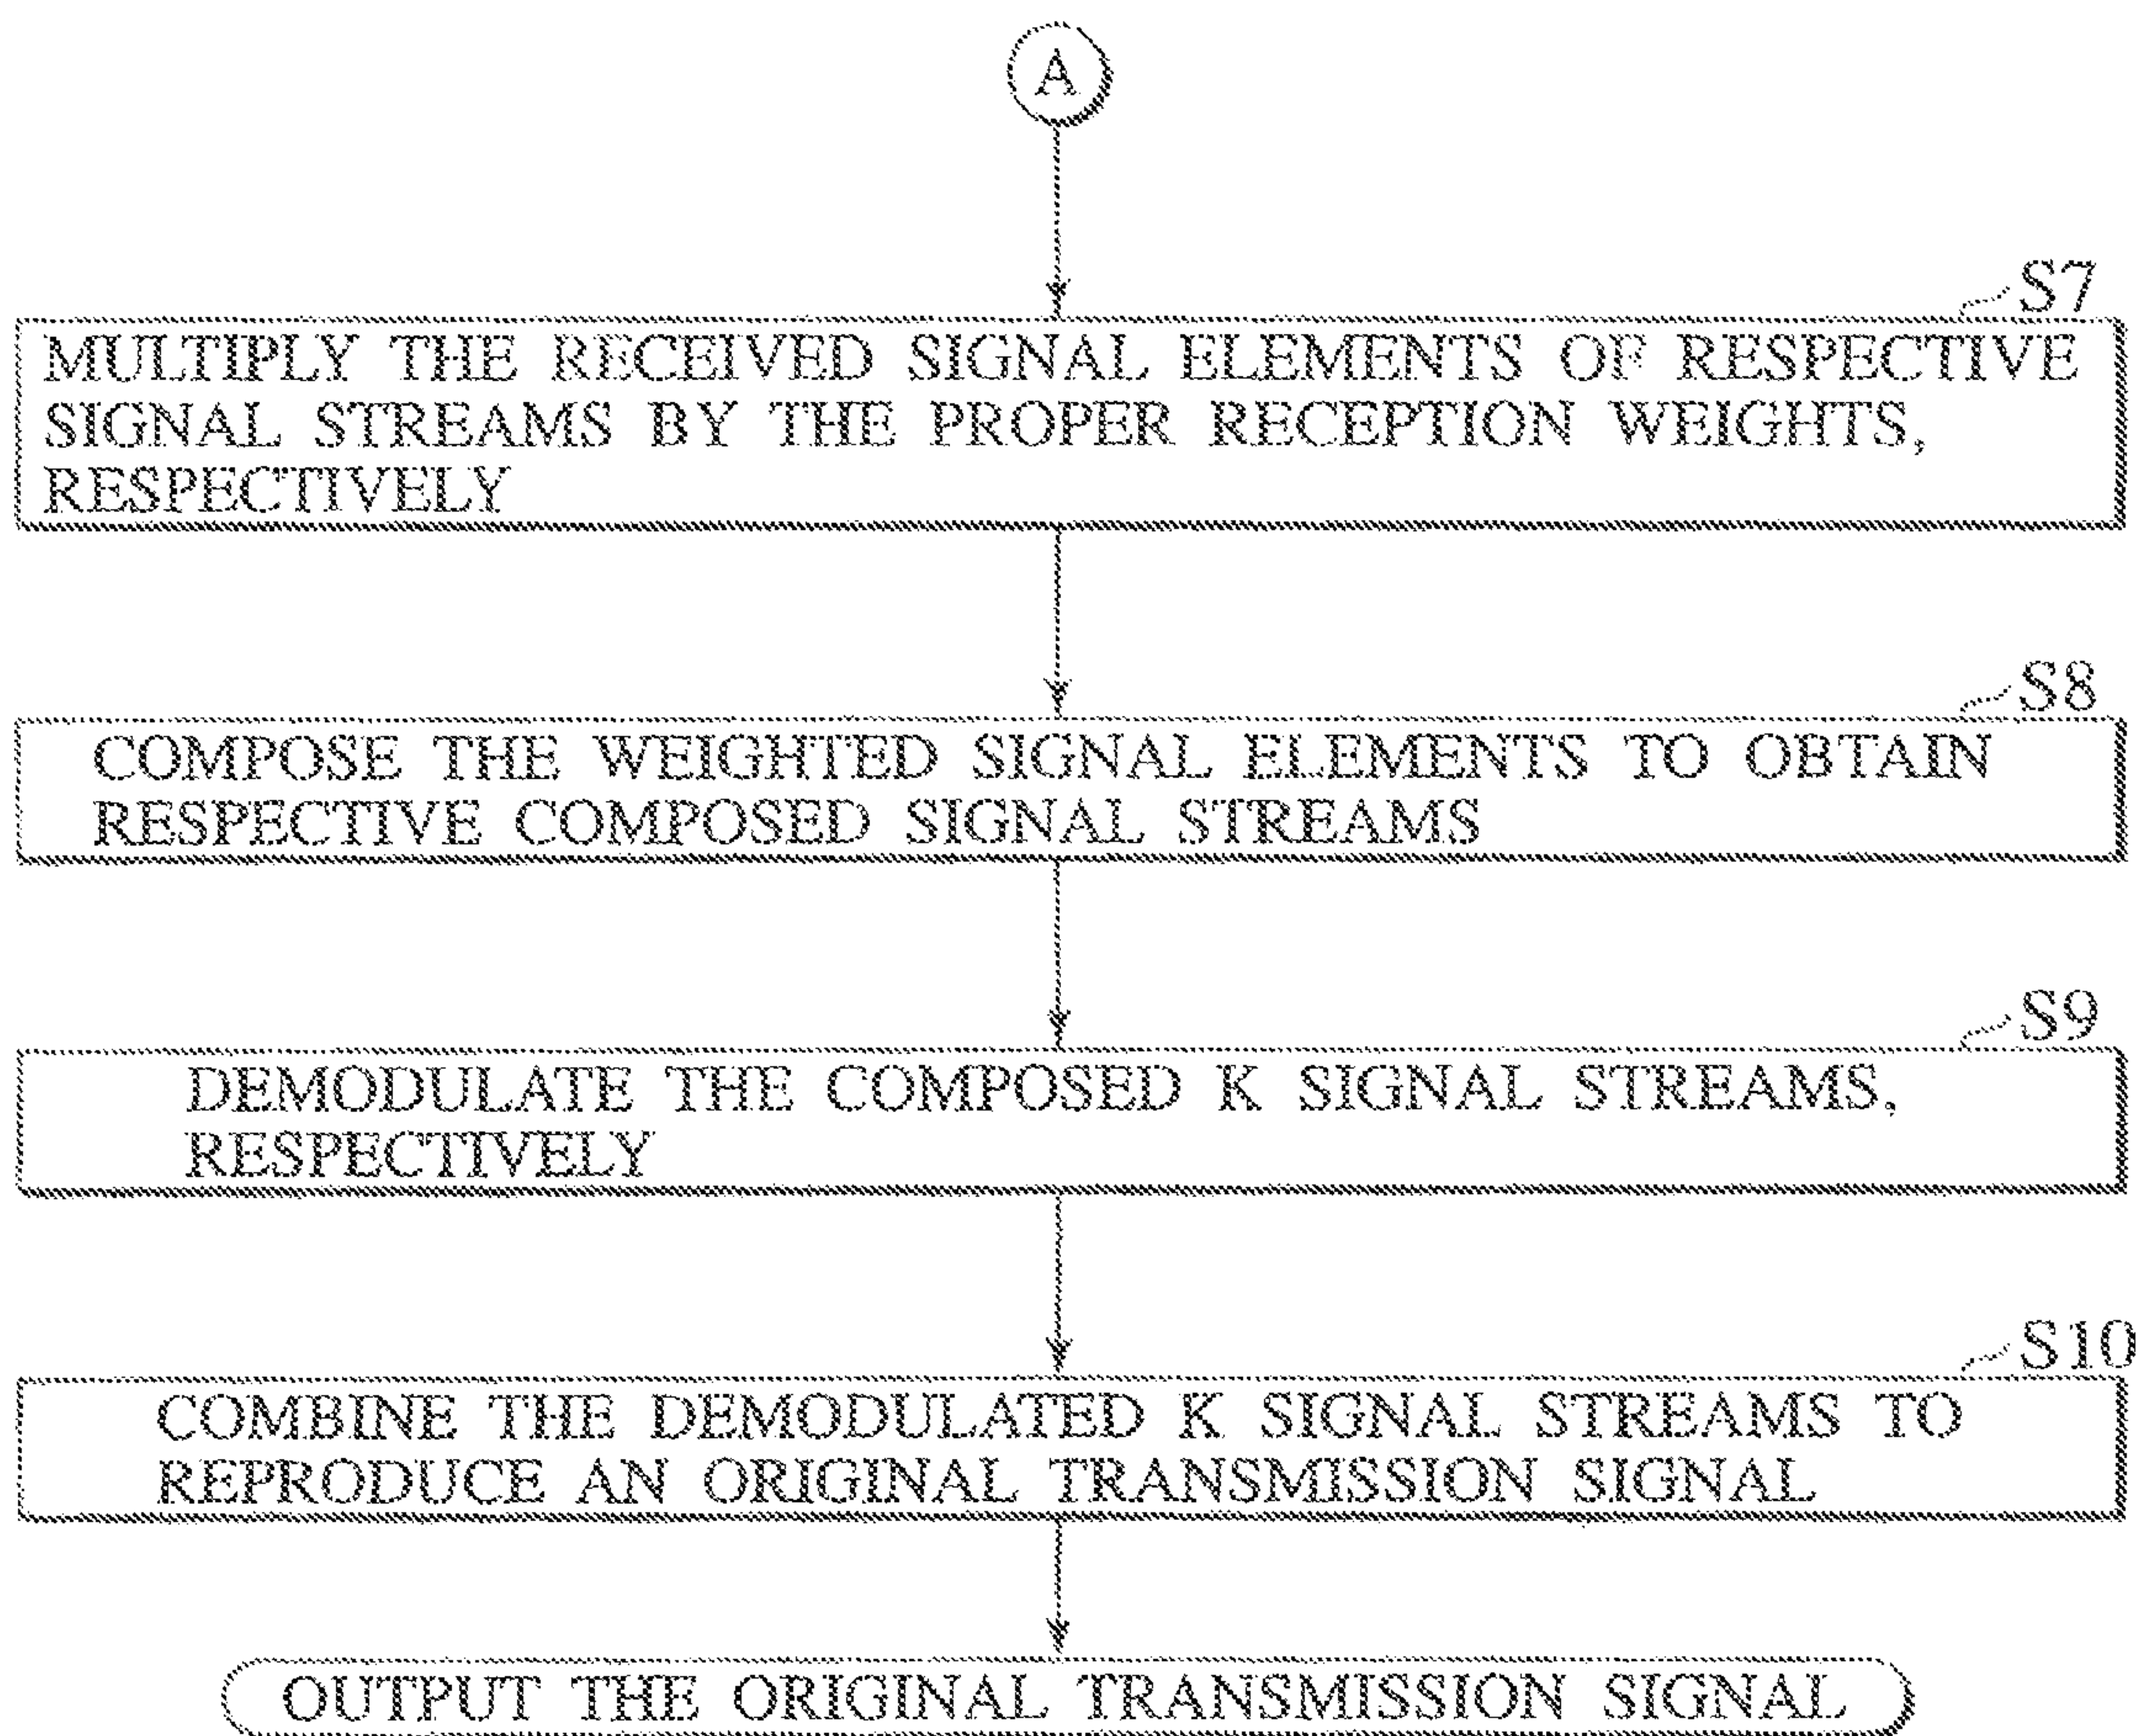 A
S7
MULTIPLY THE RECEIVED SIGNAL ELEMENTS OF RESPECTIVE
SIGNAL STREAMS BY THE PROPER RECEPTION WEIGHTS,
RESPECTIVELY
S8
COMPOSE THE WEIGHTED SIGNAL ELEMENTS TO OBTAIN
RESPECTIVE COMPOSED SIGNAL STREAMS
S9
DEMODULATE THE COMPOSED K SIGNAL STREAMS,
RESPECTIVELY
S10
COMBINE THE DEMODULATED K SIGNAL STREAMS TO
REPRODUCE AN ORIGINAL TRANSMISSION SIGNAL
OUTPUT THE ORIGINAL TRANSMISSION SIGNAL